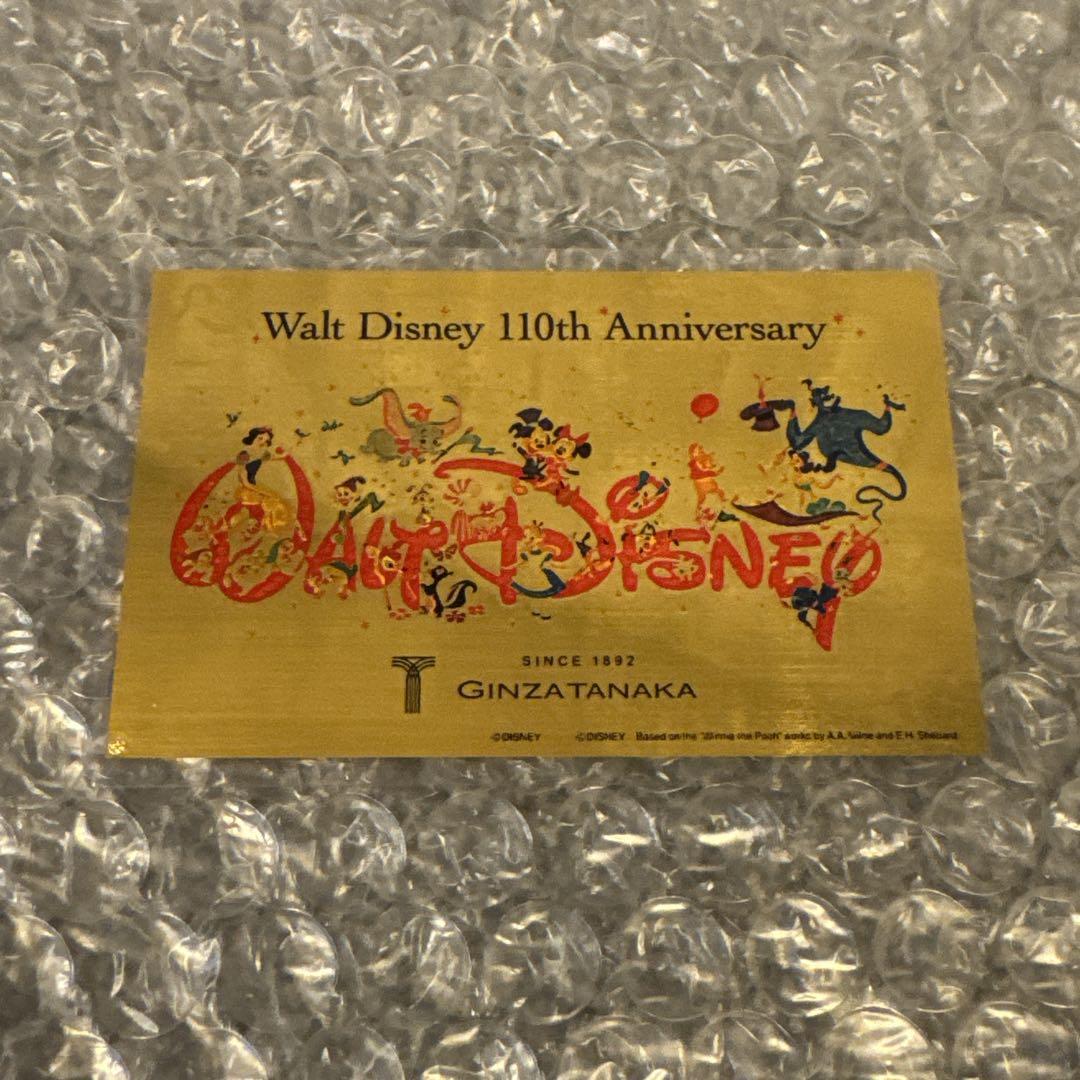 Walt Disney 110th Anniversary
WALT DISNEY
SINCE 1892
GINZATANAKA
©DISNEY ©DISNEY Based on the "Winnie the Pooh" works by A.A. Milne and E.H. Shepard